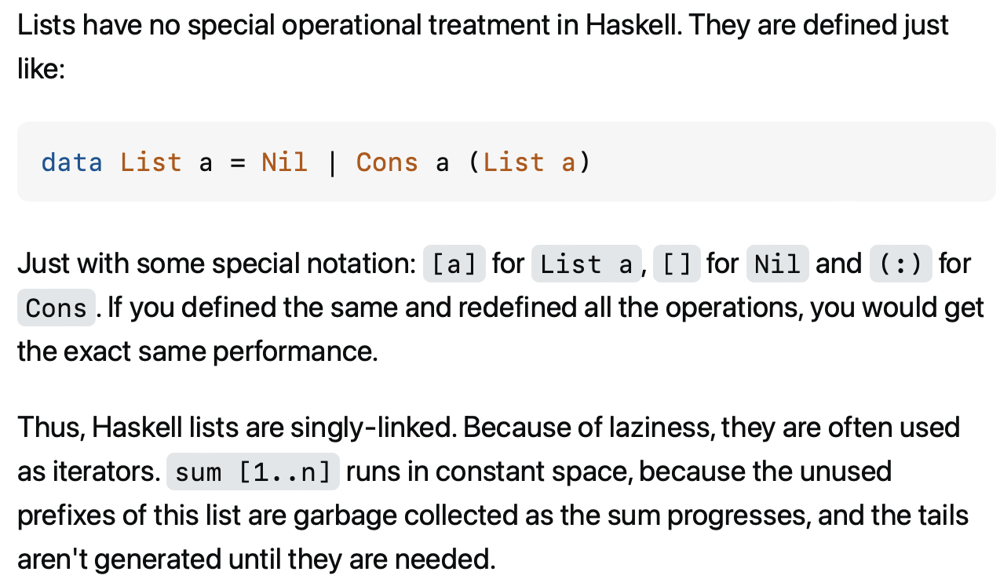 Lists have no special operational treatment in Haskell. They are defined just
like:
data List a = Nil | Cons a (List a)
Just with some special notation: [a] for List a, [] for Nil and (:) for
Cons. If you defined the same and redefined all the operations, you would get
the exact same performance.
Thus, Haskell lists are singly-linked. Because of laziness, they are often used
as iterators. sum [1..n] runs in constant space, because the unused
prefixes of this list are garbage collected as the sum progresses, and the tails
aren't generated until they are needed.